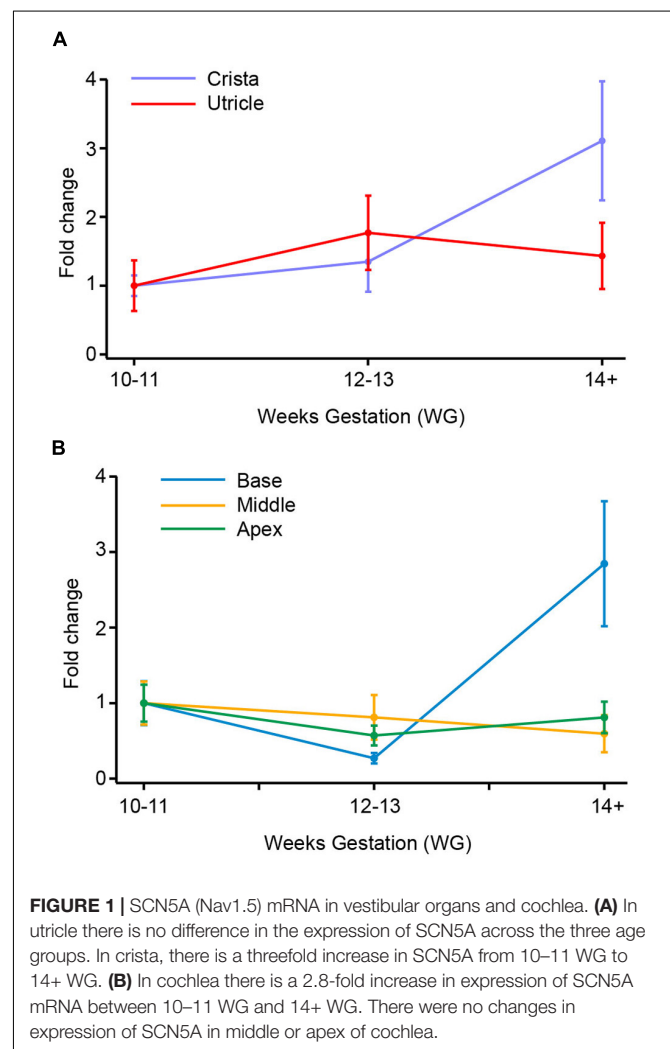 A
4
Crista
Utricle
3
Fold change
2
1
0
10-11
12-13
14+
Weeks Gestation (WG)
B
4
Base
Middle
Apex
3
Fold change
2
1
0
10-11
12-13
14+
Weeks Gestation (WG)
FIGURE 1 | SCN5A (Nav1.5) mRNA in vestibular organs and cochlea. (A) In
utricle there is no difference in the expression of SCN5A across the three age
groups. In crista, there is a threefold increase in SCN5A from 10–11 WG to
14+ WG. (B) In cochlea there is a 2.8-fold increase in expression of SCN5A
mRNA between 10–11 WG and 14+ WG. There were no changes in
expression of SCN5A in middle or apex of cochlea.